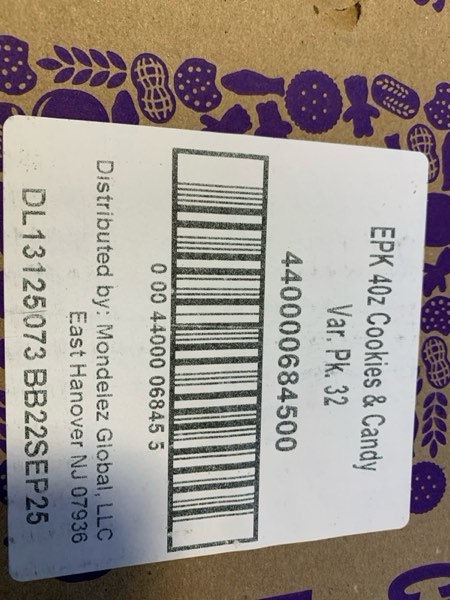 EPK 40z Cookies & Candy
Var. Pk. 32
440000684500
0 00 44000 06845 5
Distributed by: Mondelez Global, LLC
East Hanover NJ 07936
DL13125073 BB22SEP25